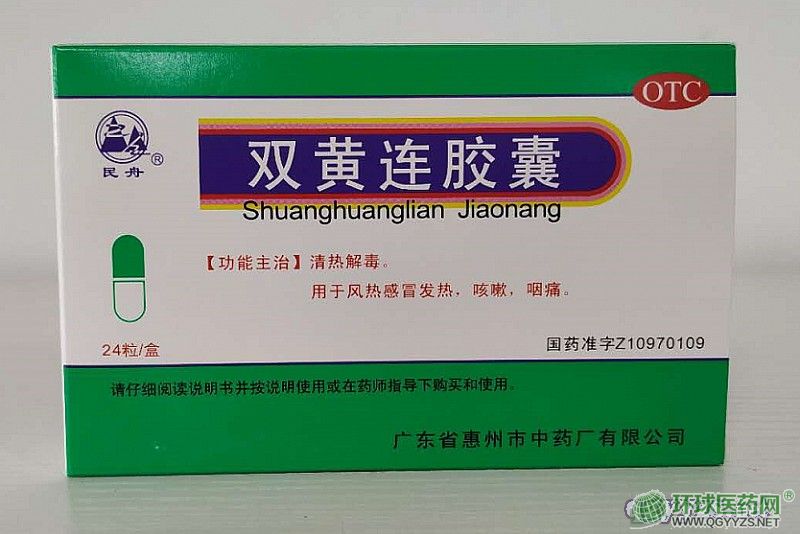 OTC
民舟®
双黄连胶囊
Shuanghuanglian Jiaonang
【功能主治】清热解毒。
用于风热感冒发热，咳嗽，咽痛。
24粒/盒
国药准字Z10970109
请仔细阅读说明书并按说明使用或在药师指导下购买和使用。
广东省惠州市中药厂有限公司
环球医药网®
WWW.QGYYZS.NET